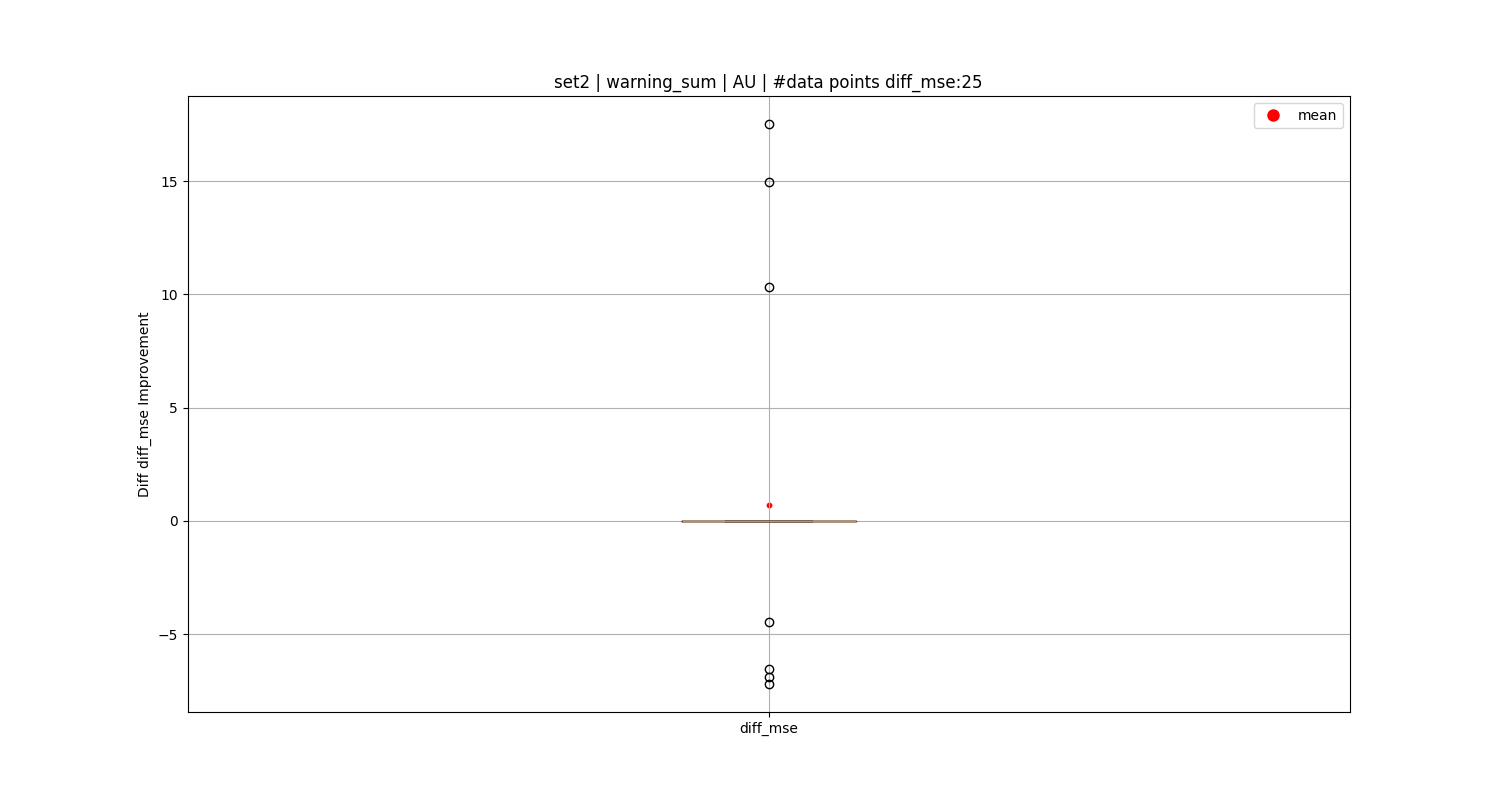 set2 | warning_sum | AU | #data points diff_mse:25
mean
15
10
5
0
−5
Diff diff_mse Improvement
diff_mse